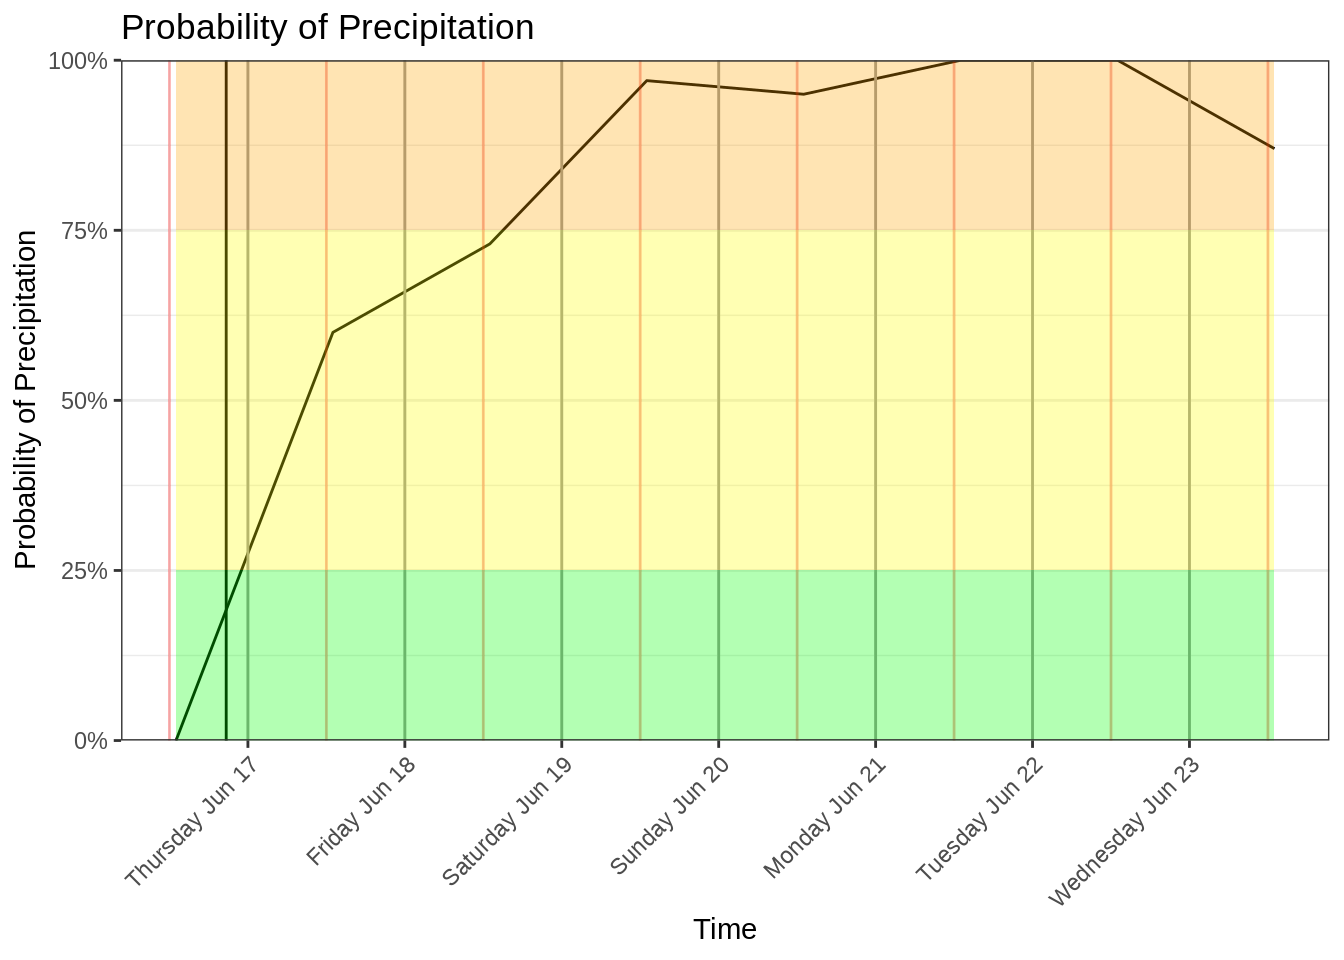 Probability of Precipitation
Probability of Precipitation
100%
75%
50%
25%
0%
Thursday Jun 17
Friday Jun 18
Saturday Jun 19
Sunday Jun 20
Monday Jun 21
Tuesday Jun 22
Wednesday Jun 23
Time